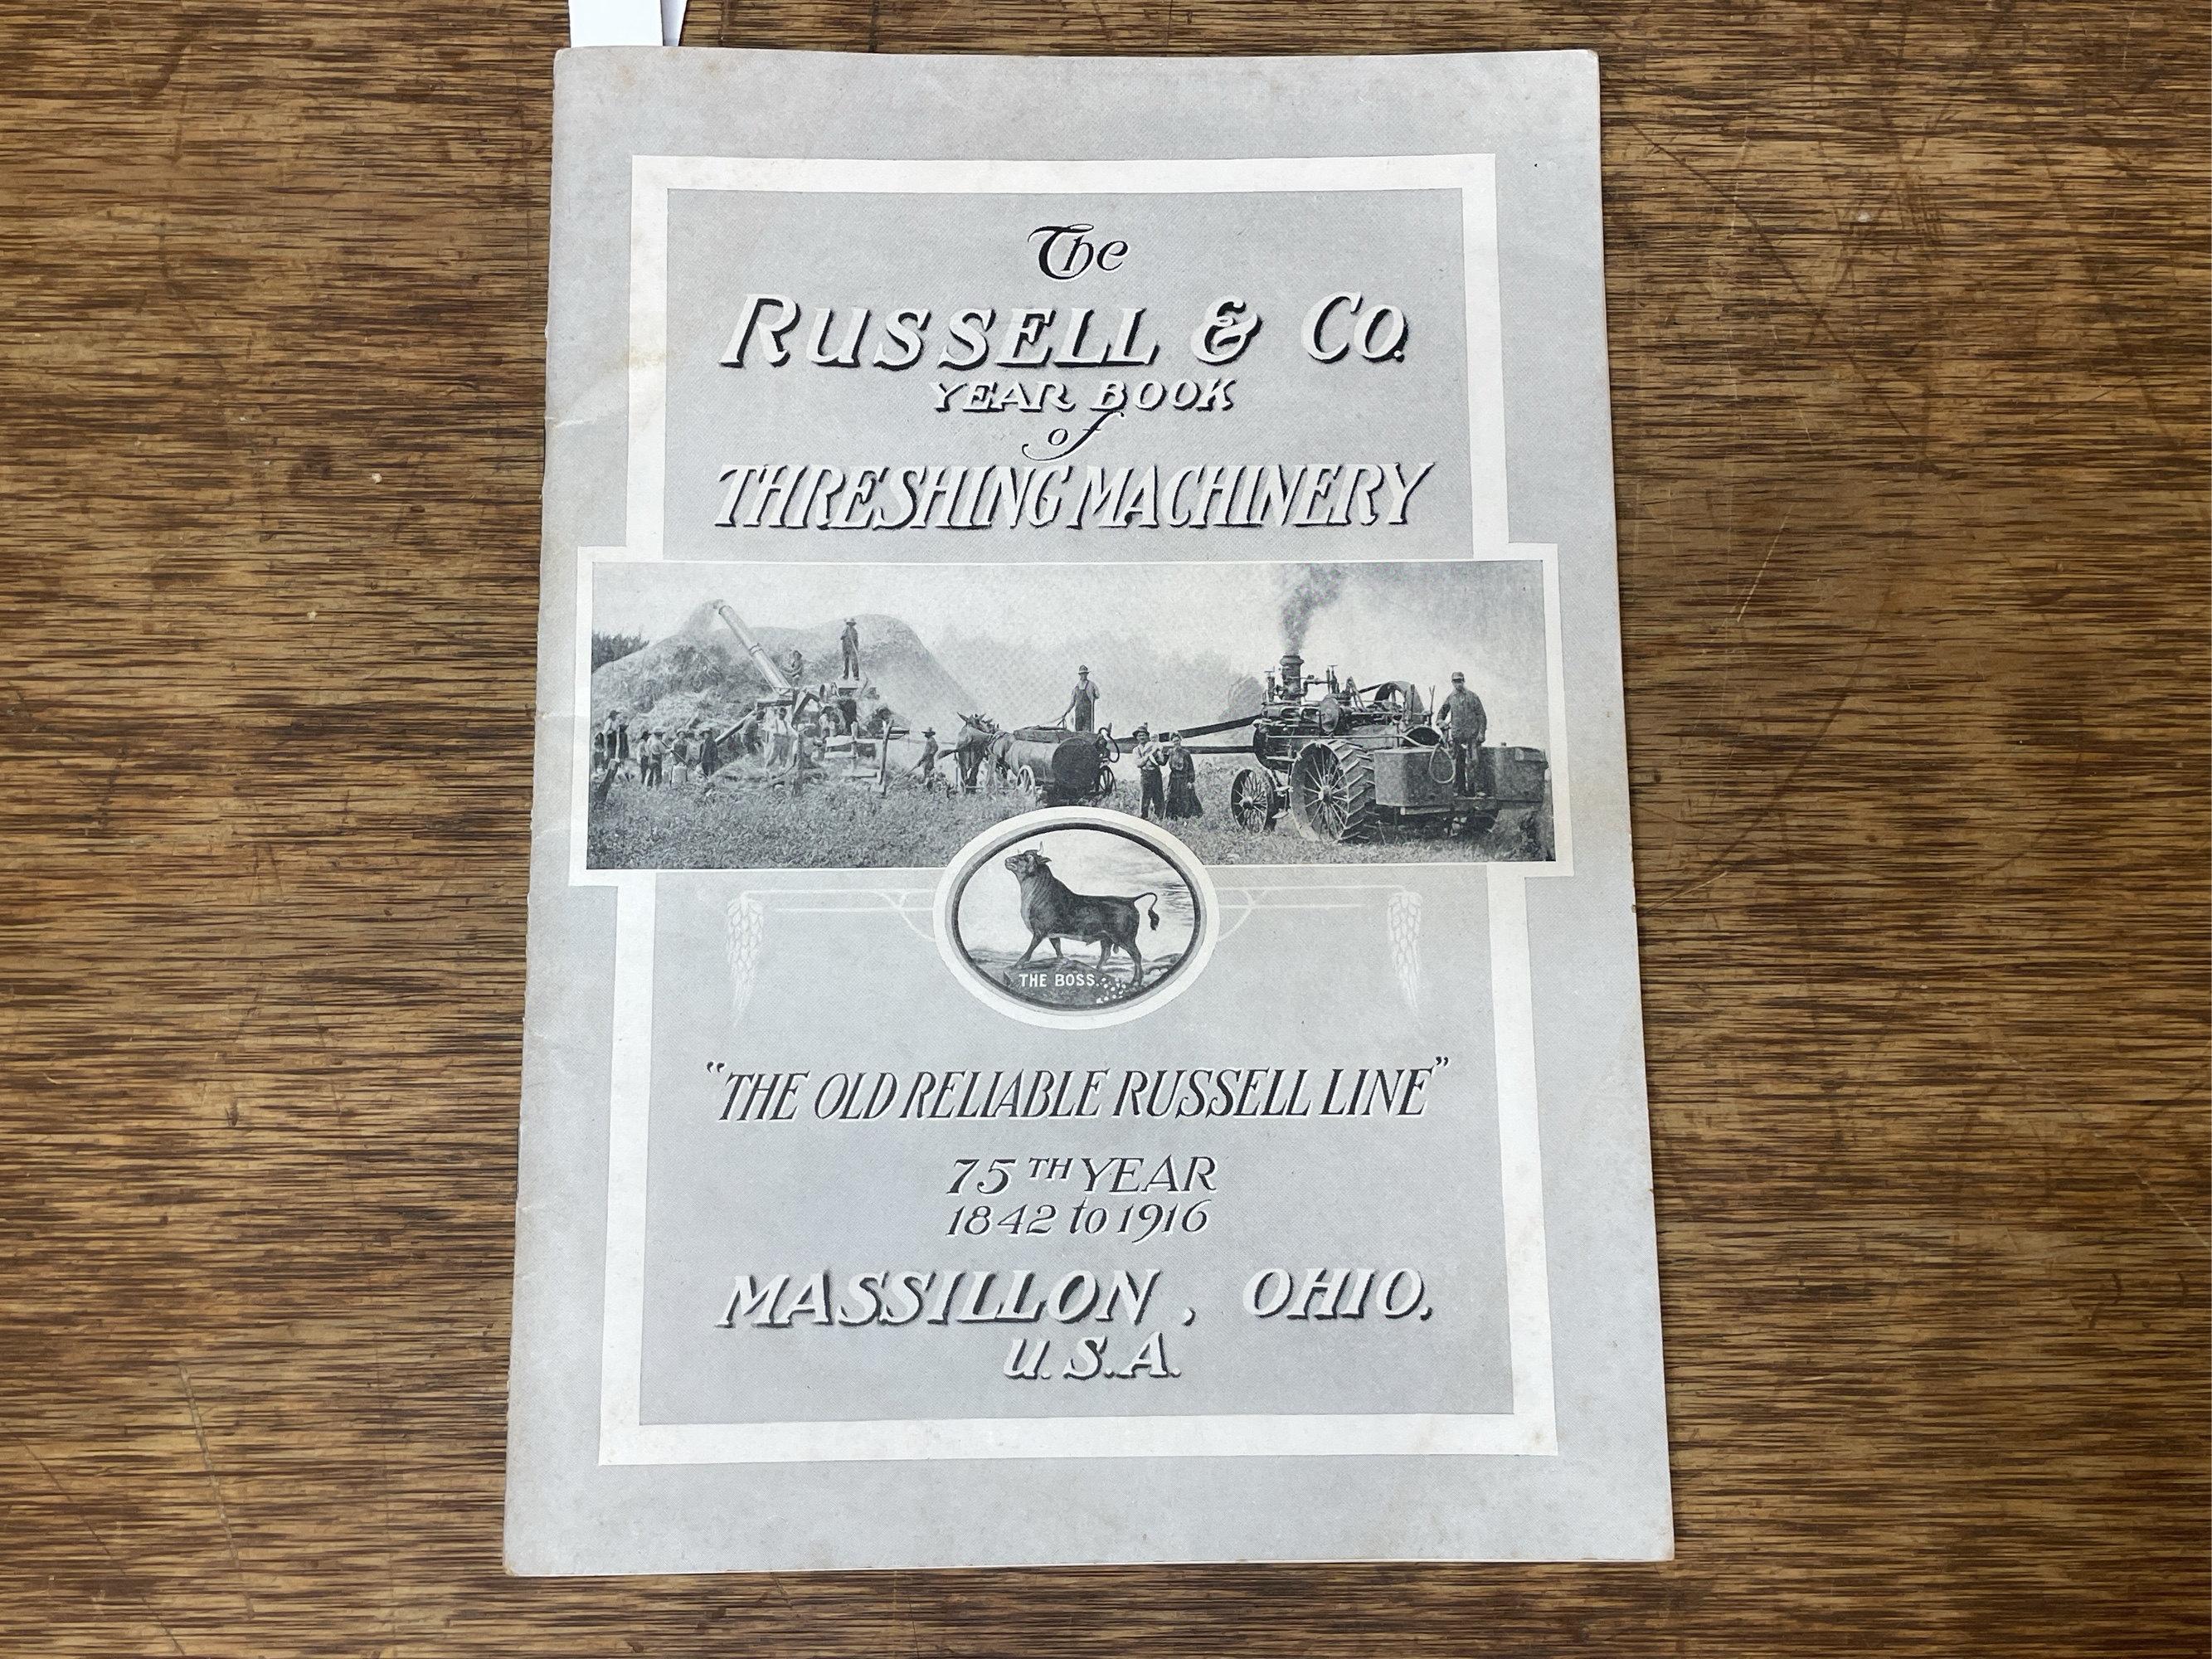 The
RUSSELL & CO.
YEAR BOOK
of
THRESHING MACHINERY
THE BOSS.
"THE OLD RELIABLE RUSSELL LINE"
75TH YEAR
1842 to 1916
MASSILLON, OHIO,
U.S.A.